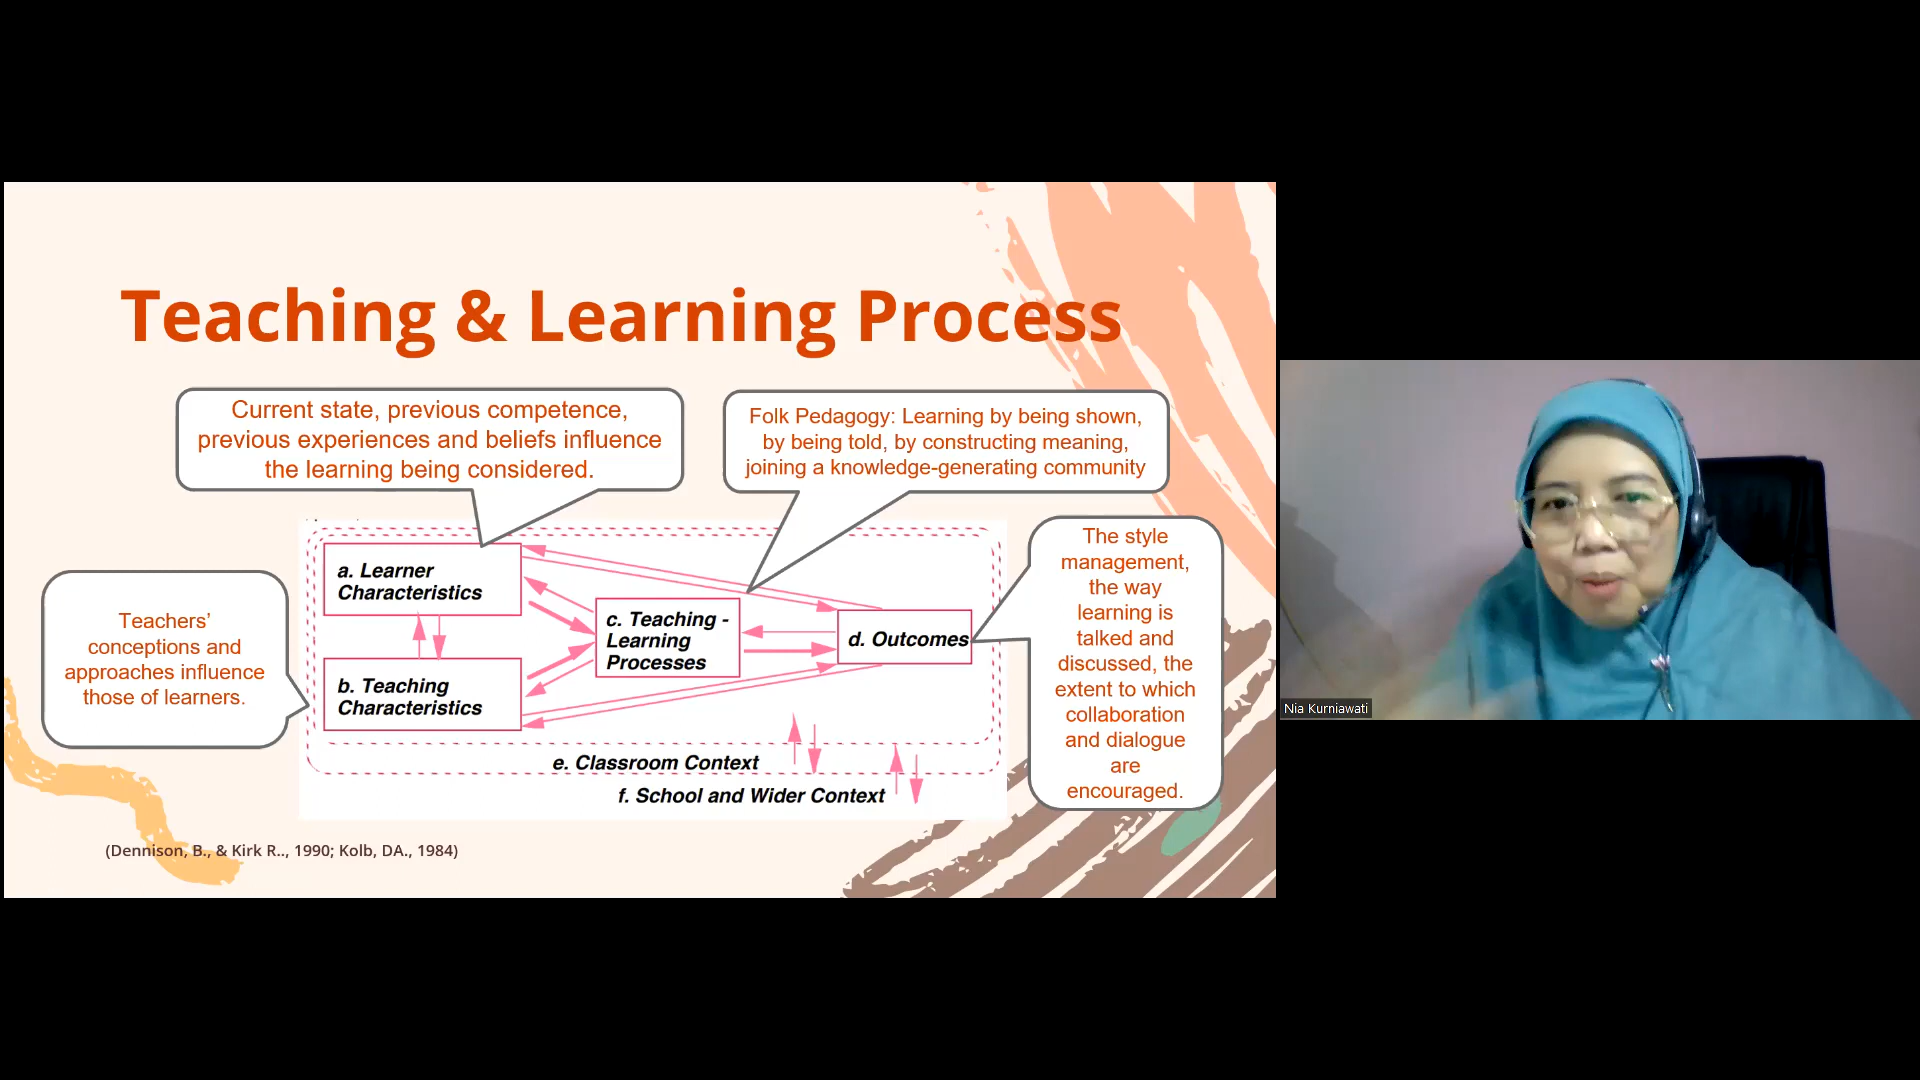 Teaching & Learning Process
Current state, previous competence,
previous experiences and beliefs influence
the learning being considered.
Folk Pedagogy: Learning by being shown,
by being told, by constructing meaning,
joining a knowledge-generating community
The style
management,
the way
learning is
talked and
discussed, the
extent to which
collaboration
and dialogue
are
encouraged.
Teachers’
conceptions and
approaches influence
those of learners.
a. Learner
Characteristics
b. Teaching
Characteristics
c. Teaching -
Learning
Processes
d. Outcomes
e. Classroom Context
f. School and Wider Context
(Dennison, B., & Kirk R.., 1990; Kolb, DA., 1984)
Nia Kurniawati